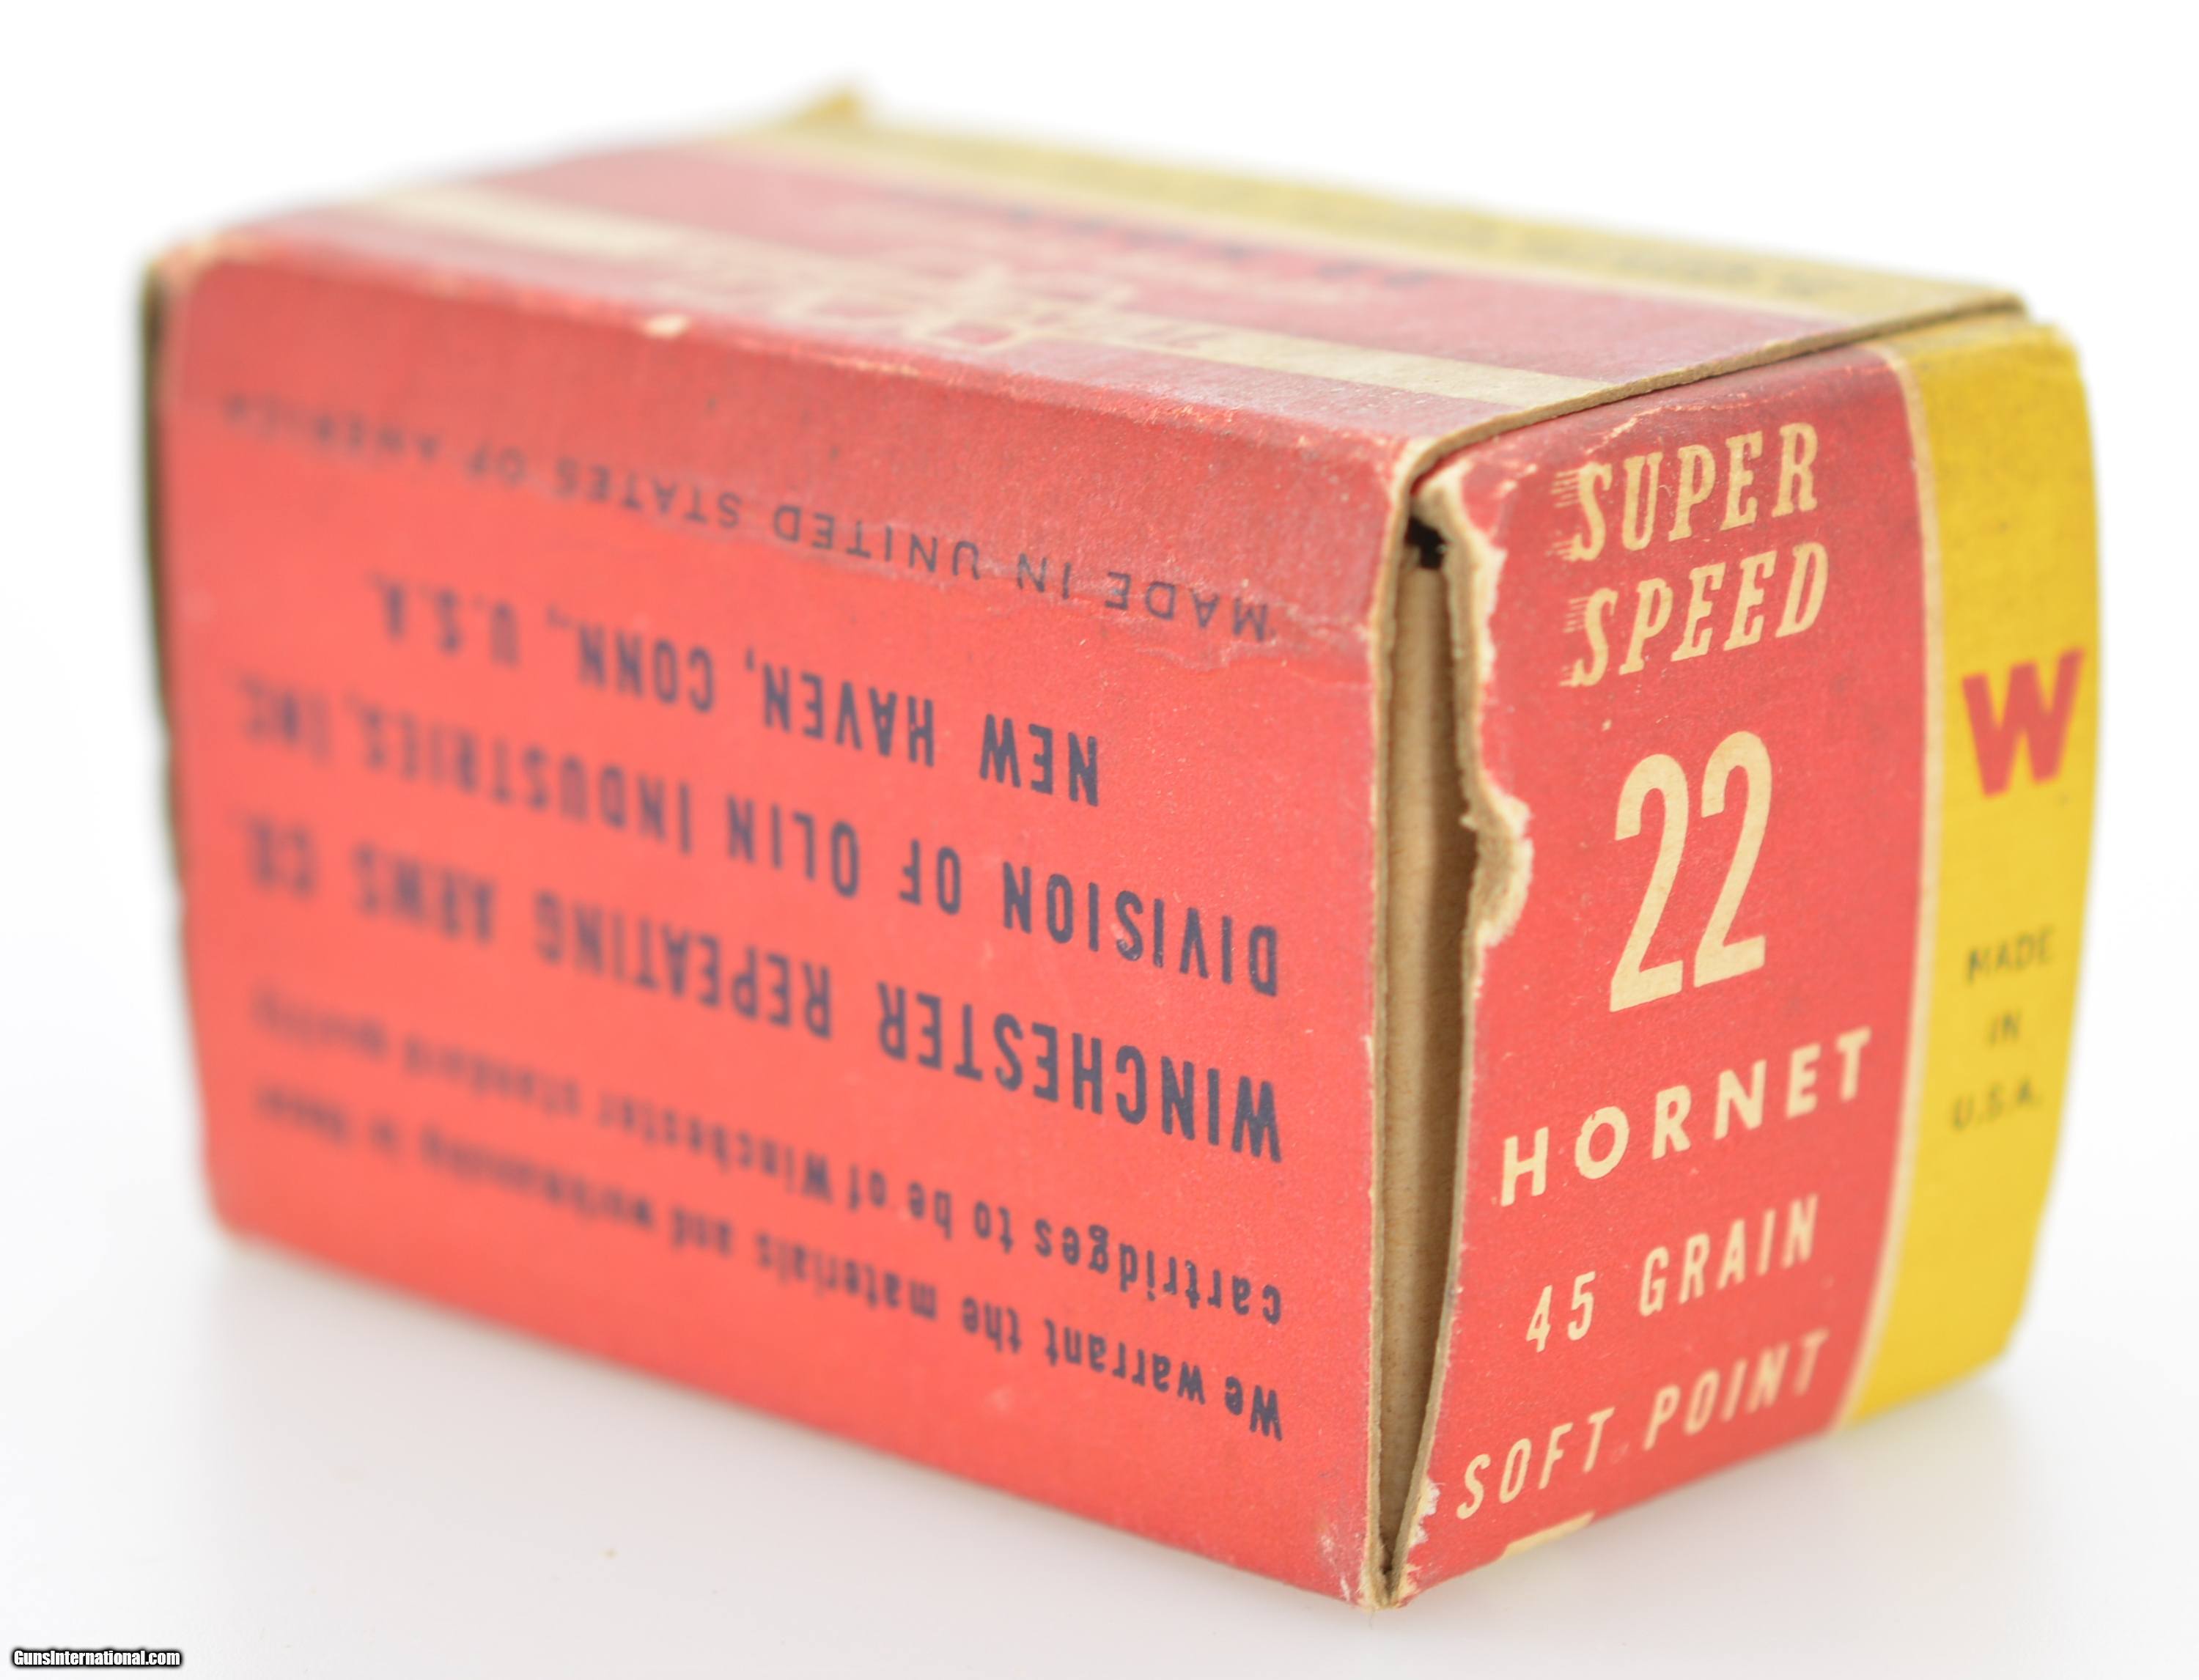 SUPER
SPEED
22
HORNET
45 GRAIN
SOFT POINT
W
MADE
IN
U.S.A.
We warrant the materials and workmanship in these
cartridges to be of Winchester standard quality
WINCHESTER REPEATING ARMS CO.
DIVISION OF OLIN INDUSTRIES, INC.
NEW HAVEN, CONN., U.S.A.
MADE IN UNITED STATES OF AMERICA
GunsInternational.com